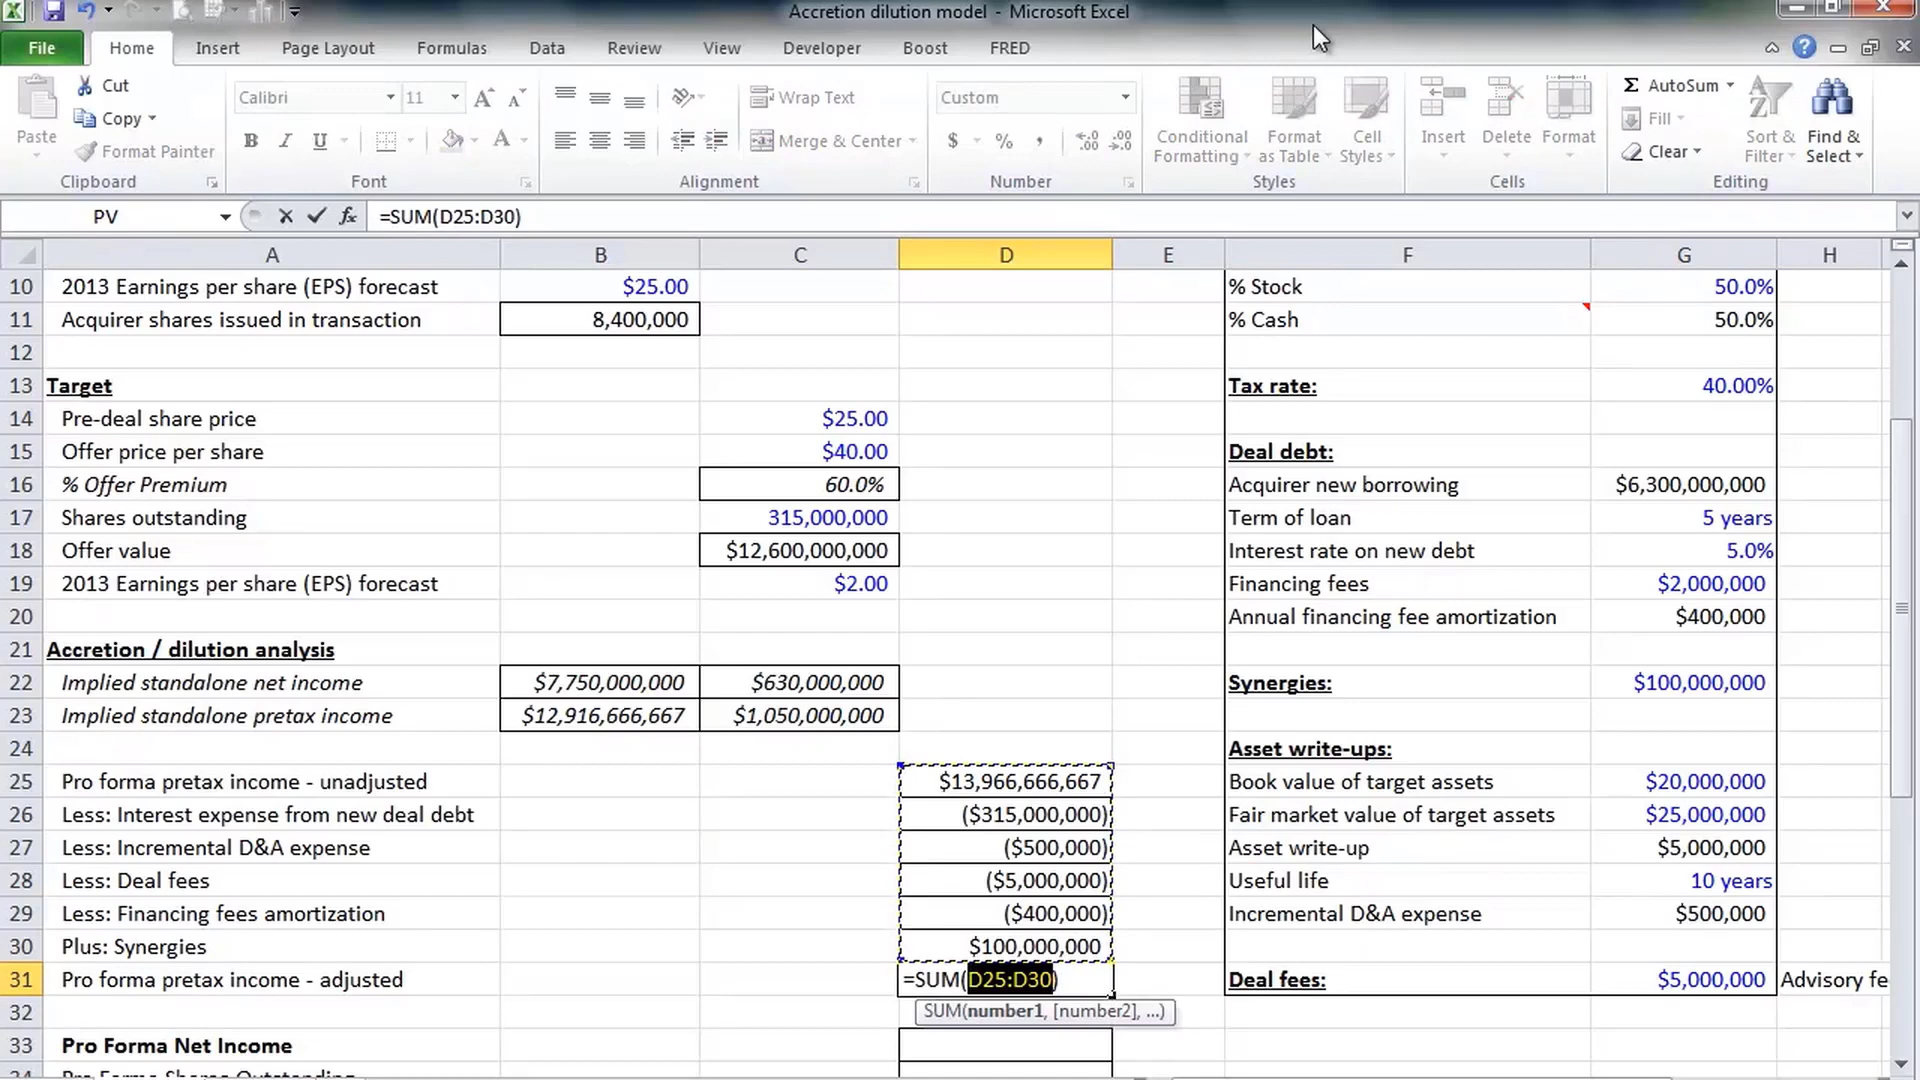 Accretion dilution model - Microsoft Excel
File Home Insert Page Layout Formulas Data Review View Developer Boost FRED
Paste Cut Copy Format Painter Clipboard
Calibri 11 B I U A Font
Wrap Text Merge & Center Alignment
Custom $ % , Number
Conditional Formatting Format as Table Cell Styles Styles
Insert Delete Format Cells
Σ AutoSum Fill Clear Sort & Filter Find & Select Editing
PV fx =SUM(D25:D30)
A B C D E F G H
10 2013 Earnings per share (EPS) forecast $25.00 % Stock 50.0%
11 Acquirer shares issued in transaction 8,400,000 % Cash 50.0%
12
13 Target Tax rate: 40.00%
14 Pre-deal share price $25.00
15 Offer price per share $40.00 Deal debt:
16 % Offer Premium 60.0% Acquirer new borrowing $6,300,000,000
17 Shares outstanding 315,000,000 Term of loan 5 years
18 Offer value $12,600,000,000 Interest rate on new debt 5.0%
19 2013 Earnings per share (EPS) forecast $2.00 Financing fees $2,000,000
20 Annual financing fee amortization $400,000
21 Accretion / dilution analysis
22 Implied standalone net income $7,750,000,000 $630,000,000 Synergies: $100,000,000
23 Implied standalone pretax income $12,916,666,667 $1,050,000,000
24 Asset write-ups:
25 Pro forma pretax income - unadjusted $13,966,666,667 Book value of target assets $20,000,000
26 Less: Interest expense from new deal debt ($315,000,000) Fair market value of target assets $25,000,000
27 Less: Incremental D&A expense ($500,000) Asset write-up $5,000,000
28 Less: Deal fees ($5,000,000) Useful life 10 years
29 Less: Financing fees amortization ($400,000) Incremental D&A expense $500,000
30 Plus: Synergies $100,000,000
31 Pro forma pretax income - adjusted =SUM(D25:D30) Deal fees: $5,000,000 Advisory fe
32 SUM(number1, [number2], ...)
33 Pro Forma Net Income
34 Pro Forma Shares Outstanding